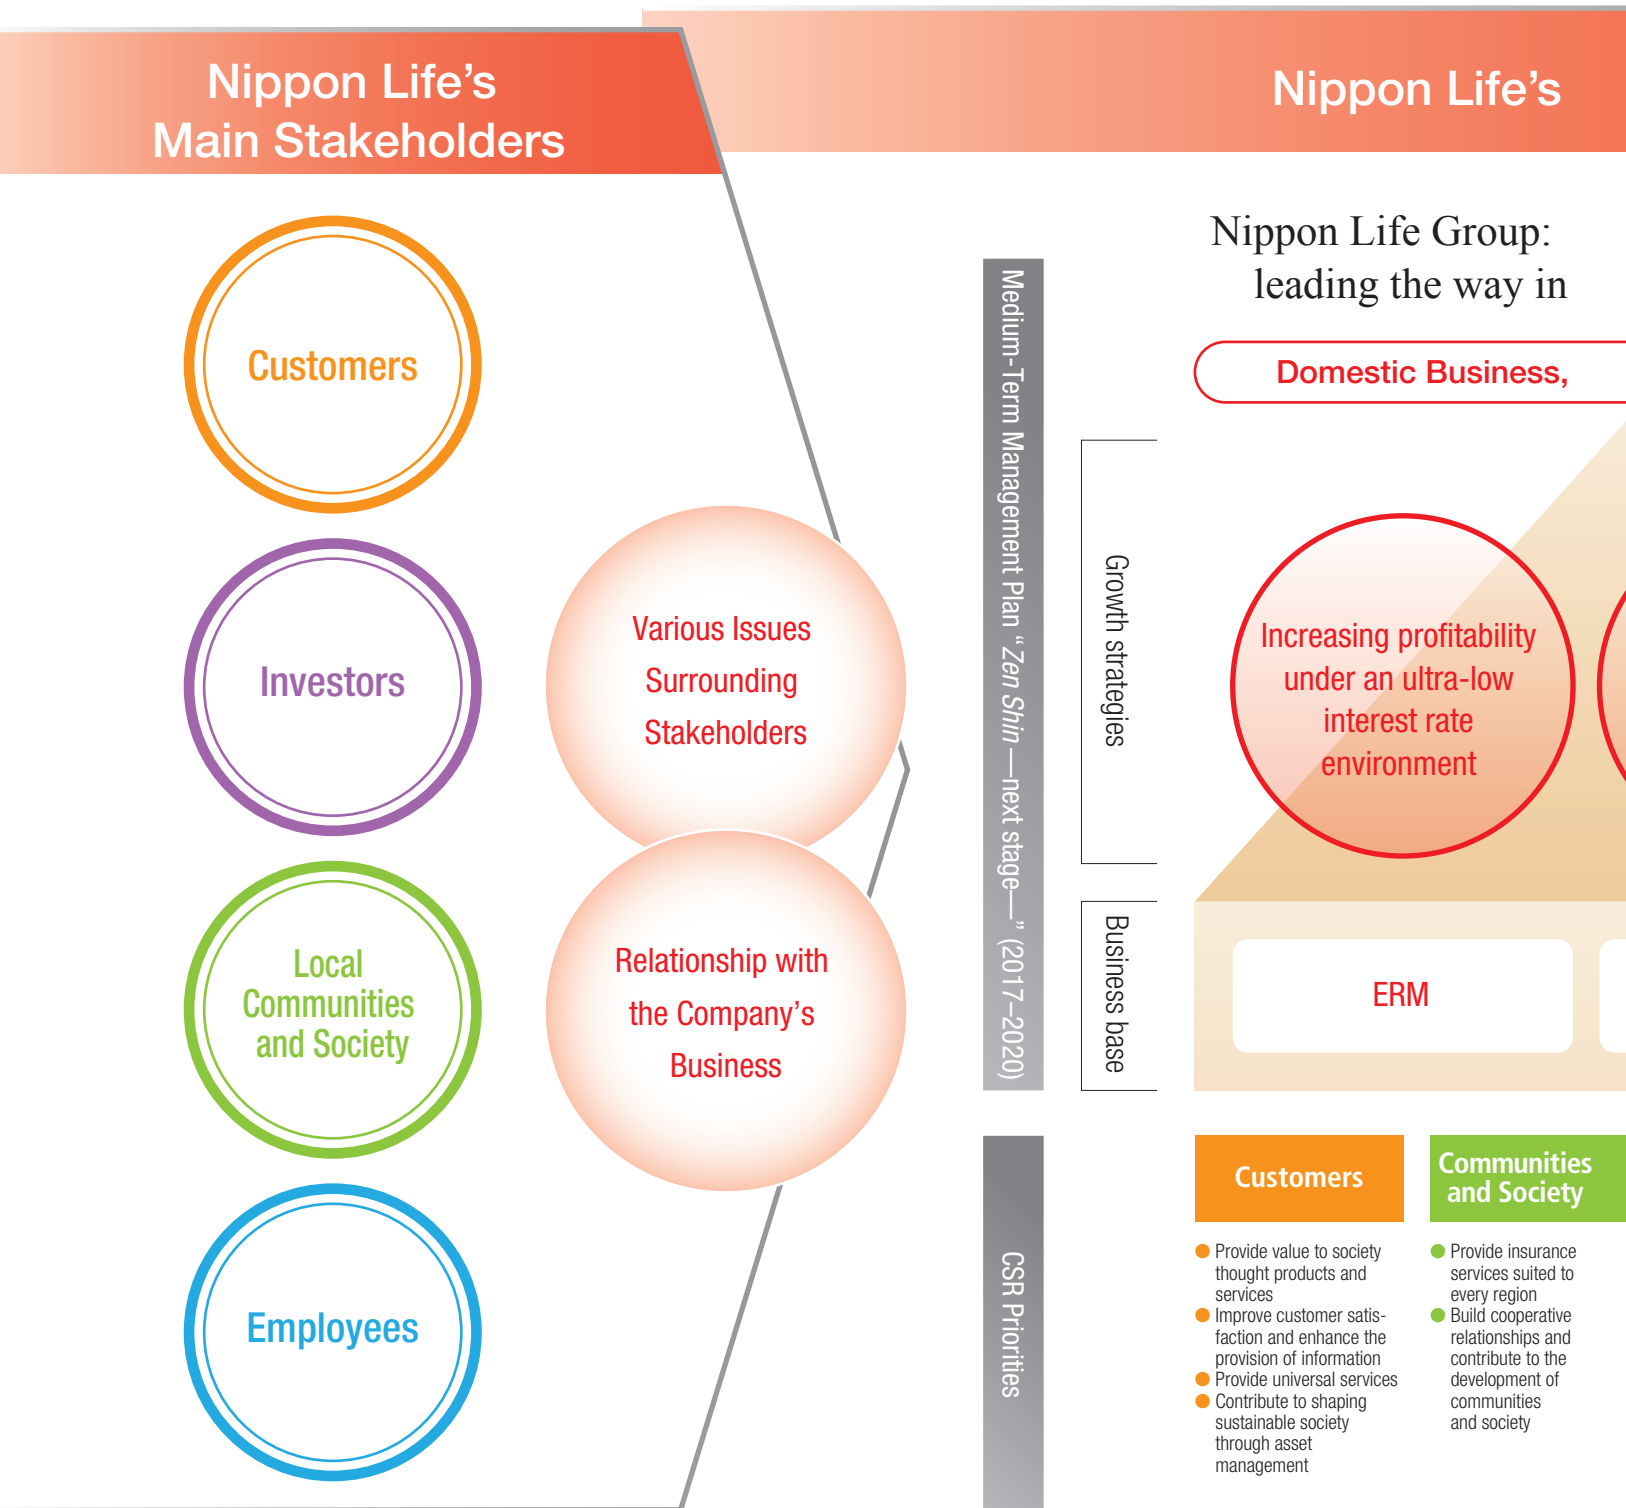 Nippon Life’s
Main Stakeholders
Customers
Investors
Local
Communities
and Society
Employees
Various Issues
Surrounding
Stakeholders
Relationship with
the Company’s
Business
Nippon Life’s
Nippon Life Group:
leading the way in
Domestic Business,
Medium-Term Management Plan “Zen Shin—next stage—” (2017–2020)
Growth strategies
Increasing profitability
under an ultra-low
interest rate
environment
Business base
ERM
CSR Priorities
Customers
● Provide value to society
thought products and
services
● Improve customer satis-
faction and enhance the
provision of information
● Provide universal services
● Contribute to shaping
sustainable society
through asset
management
Communities
and Society
● Provide insurance
services suited to
every region
● Build cooperative
relationships and
contribute to the
development of
communities
and society